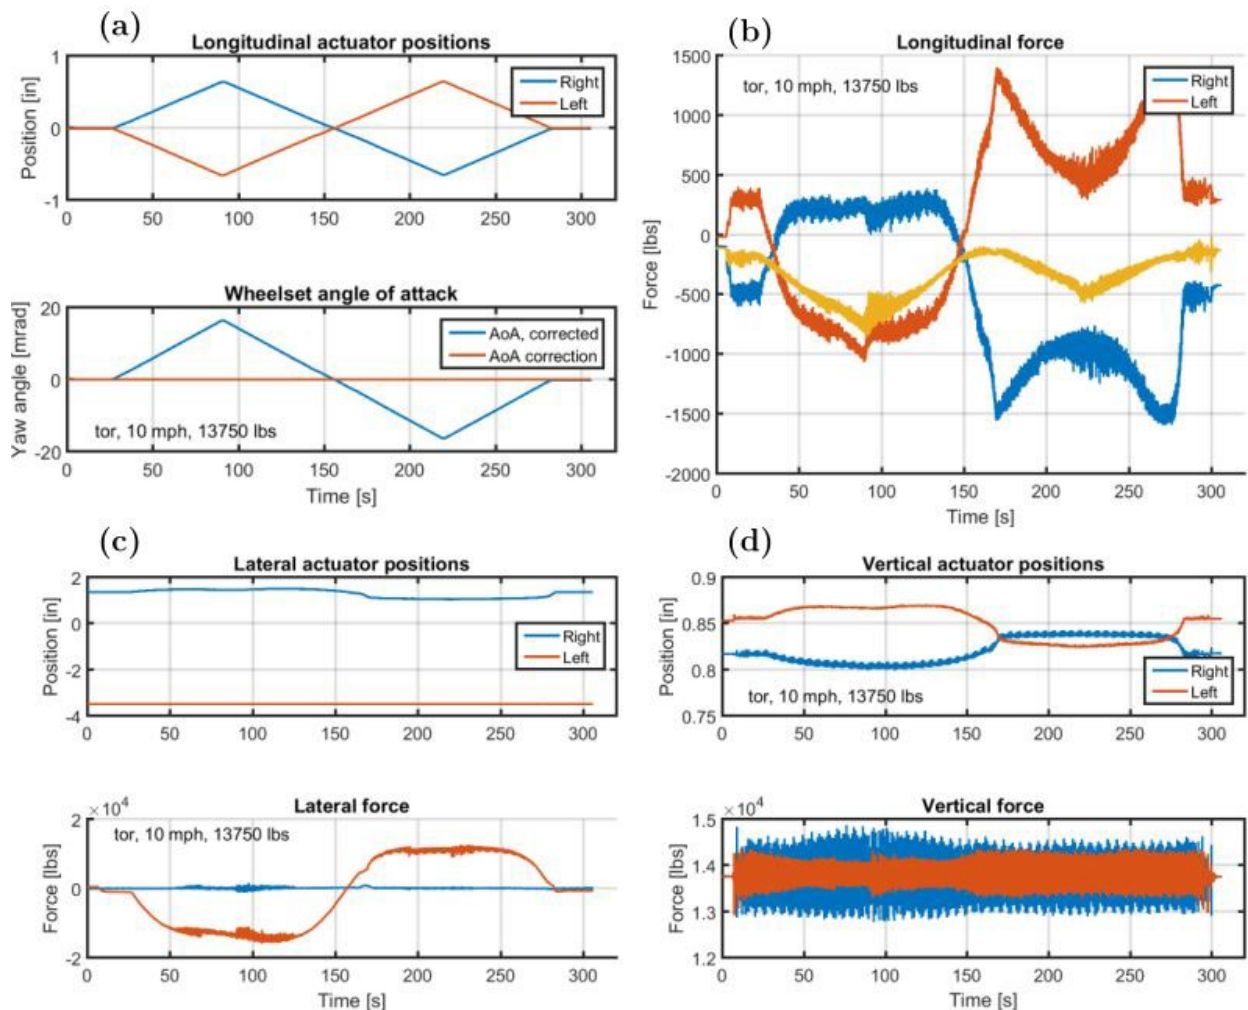 (a)
Longitudinal actuator positions
1
0
-1
Position [in]
Right
Left
0 50 100 150 200 250 300
Wheelset angle of attack
20
0
-20
Yaw angle [mrad]
AoA, corrected
AoA correction
tor, 10 mph, 13750 lbs
0 50 100 150 200 250 300
Time [s]
(b)
Longitudinal force
1500
1000
500
0
-500
-1000
-1500
-2000
Force [lbs]
tor, 10 mph, 13750 lbs
Right
Left
0 50 100 150 200 250 300
Time [s]
(c)
Lateral actuator positions
2
0
-2
-4
Position [in]
Right
Left
0 50 100 150 200 250 300
×10⁴
Lateral force
2
0
-2
Force [lbs]
tor, 10 mph, 13750 lbs
0 50 100 150 200 250 300
Time [s]
(d)
Vertical actuator positions
0.9
0.85
0.8
0.75
Position [in]
Right
Left
tor, 10 mph, 13750 lbs
0 50 100 150 200 250 300
×10⁴
Vertical force
1.5
1.4
1.3
1.2
Force [lbs]
0 50 100 150 200 250 300
Time [s]